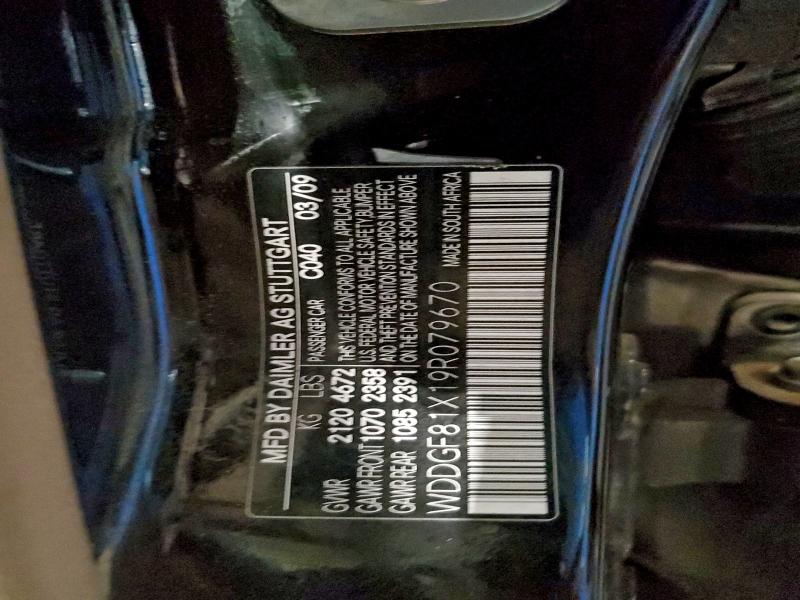 MFD BY DAIMLER AG STUTTGART
KG LBS PASSENGER CAR C040 03/09
GVWR 2120 4672 THIS VEHICLE CONFORMS TO ALL APPLICABLE
GAWR FRONT 1070 2358 U.S. FEDERAL MOTOR VEHICLE SAFETY, BUMPER
GAWR REAR 1085 2391 AND THEFT PREVENTION STANDARDS IN EFFECT
ON THE DATE OF MANUFACTURE SHOWN ABOVE
WDDGF81X19R079670 MADE IN SOUTH AFRICA